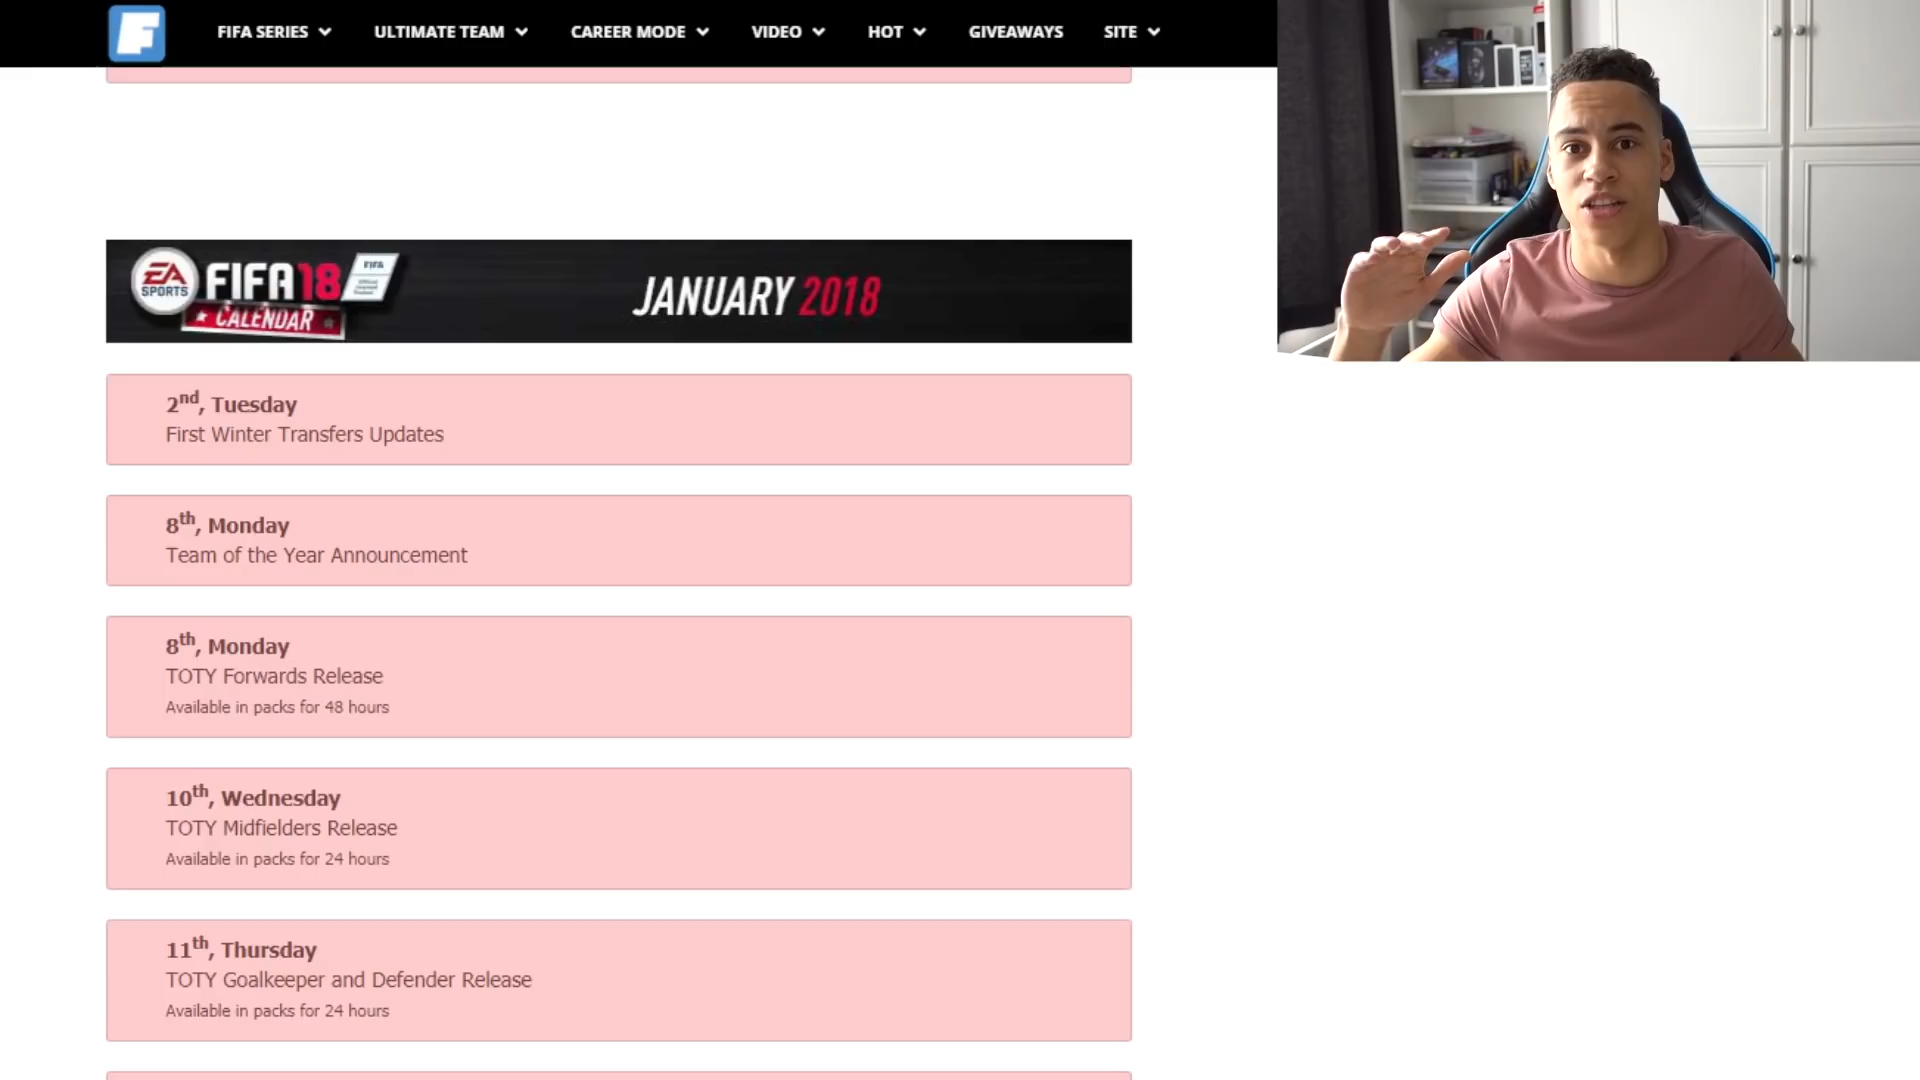 FIFA SERIES ULTIMATE TEAM CAREER MODE VIDEO HOT GIVEAWAYS SITE
EA SPORTS FIFA 18 FIFA
CALENDAR
JANUARY 2018
2nd, Tuesday
First Winter Transfers Updates
8th, Monday
Team of the Year Announcement
8th, Monday
TOTY Forwards Release
Available in packs for 48 hours
10th, Wednesday
TOTY Midfielders Release
Available in packs for 24 hours
11th, Thursday
TOTY Goalkeeper and Defender Release
Available in packs for 24 hours